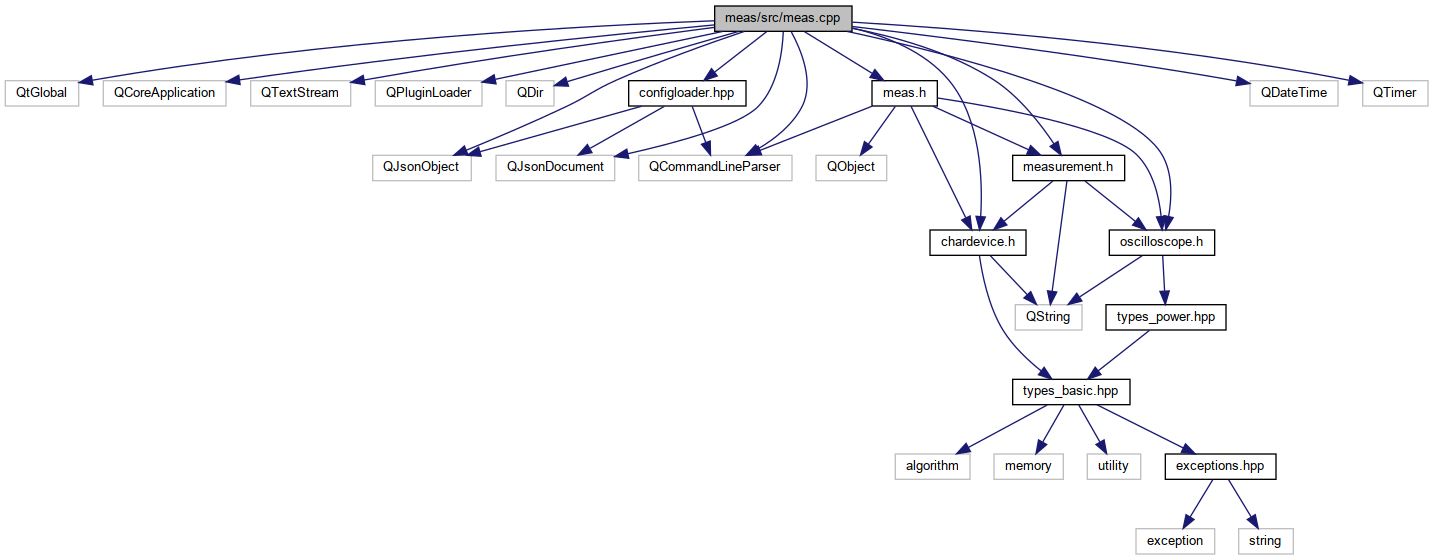 meas/src/meas.cpp
QtGlobal
QCoreApplication
QTextStream
QPluginLoader
QDir
configloader.hpp
meas.h
QDateTime
QTimer
QJsonObject
QJsonDocument
QCommandLineParser
QObject
measurement.h
chardevice.h
oscilloscope.h
QString
types_power.hpp
types_basic.hpp
algorithm
memory
utility
exceptions.hpp
exception
string